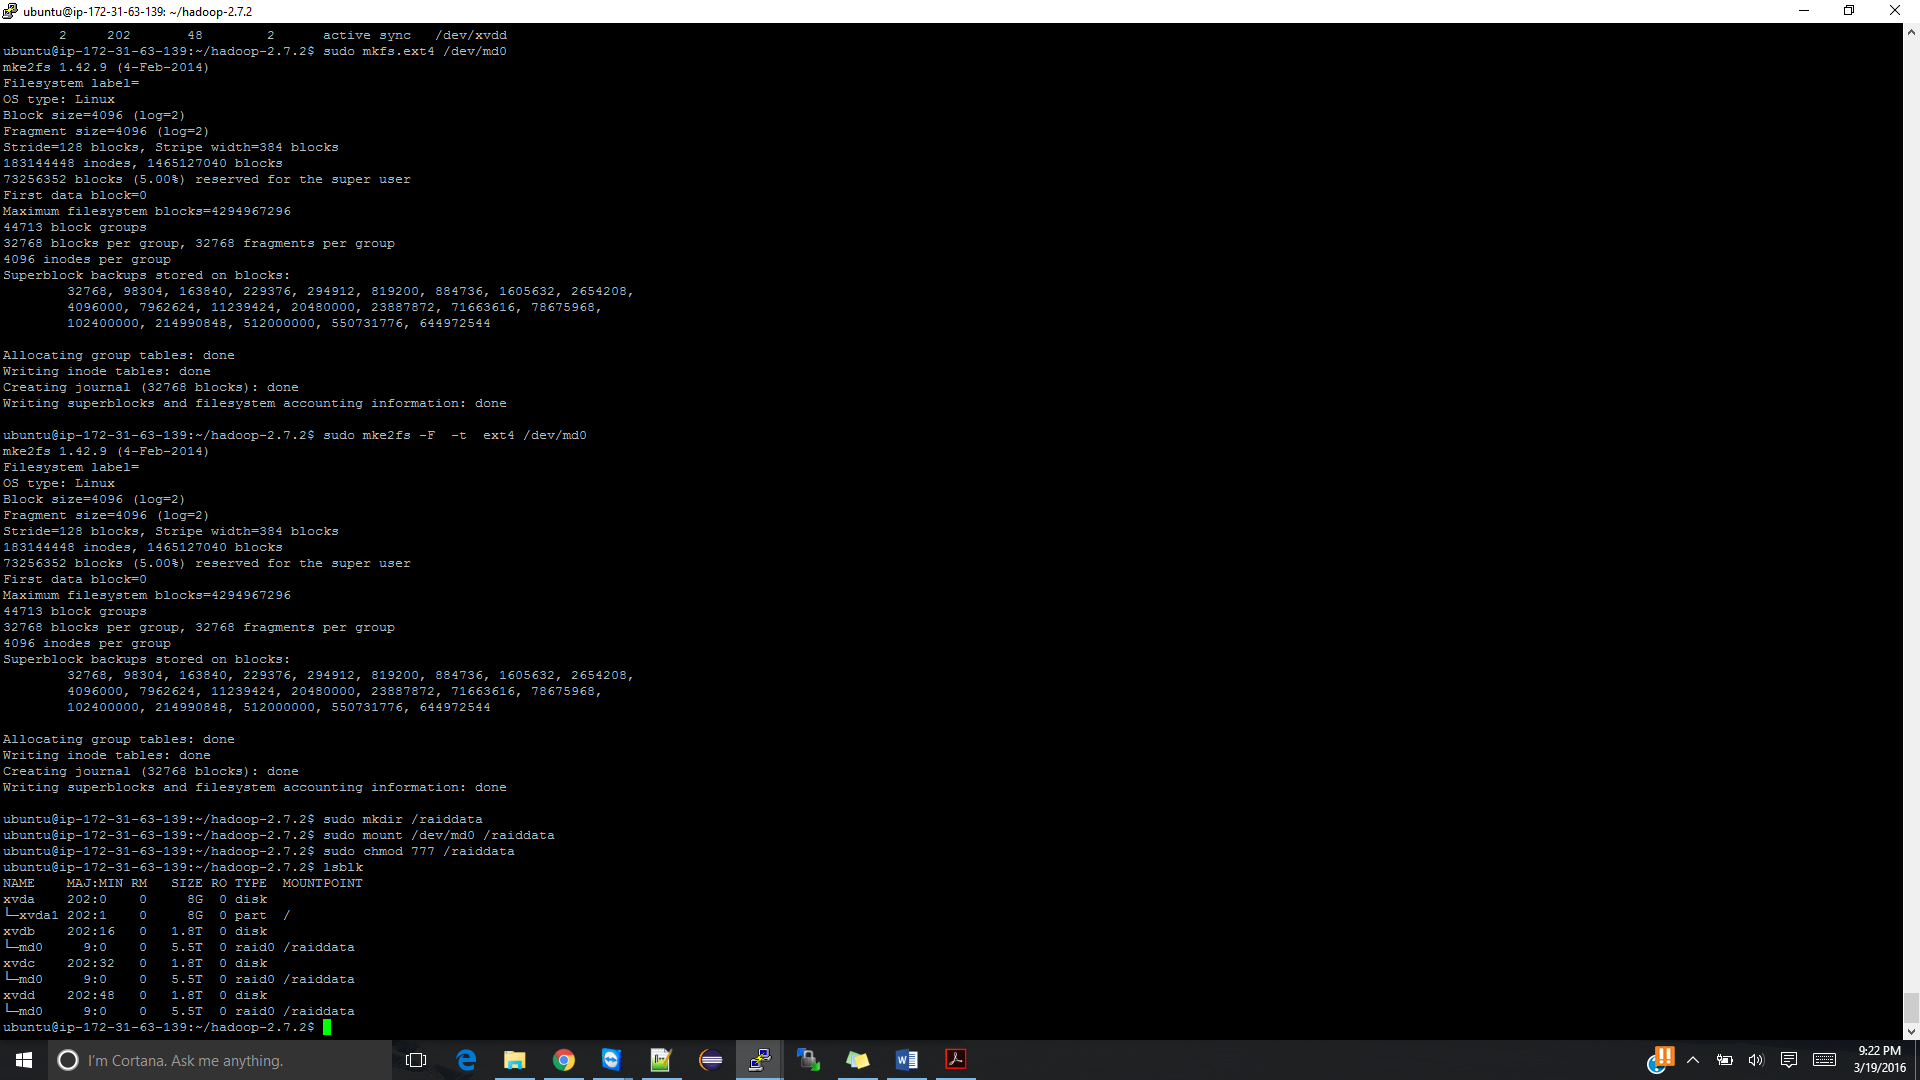 ubuntu@ip-172-31-63-139: ~/hadoop-2.7.2
       2     202       48        2      active sync   /dev/xvdd
ubuntu@ip-172-31-63-139:~/hadoop-2.7.2$ sudo mkfs.ext4 /dev/md0
mke2fs 1.42.9 (4-Feb-2014)
Filesystem label=
OS type: Linux
Block size=4096 (log=2)
Fragment size=4096 (log=2)
Stride=128 blocks, Stripe width=384 blocks
183144448 inodes, 1465127040 blocks
73256352 blocks (5.00%) reserved for the super user
First data block=0
Maximum filesystem blocks=4294967296
44713 block groups
32768 blocks per group, 32768 fragments per group
4096 inodes per group
Superblock backups stored on blocks:
        32768, 98304, 163840, 229376, 294912, 819200, 884736, 1605632, 2654208,
        4096000, 7962624, 11239424, 20480000, 23887872, 71663616, 78675968,
        102400000, 214990848, 512000000, 550731776, 644972544
Allocating group tables: done
Writing inode tables: done
Creating journal (32768 blocks): done
Writing superblocks and filesystem accounting information: done
ubuntu@ip-172-31-63-139:~/hadoop-2.7.2$ sudo mke2fs -F  -t  ext4 /dev/md0
mke2fs 1.42.9 (4-Feb-2014)
Filesystem label=
OS type: Linux
Block size=4096 (log=2)
Fragment size=4096 (log=2)
Stride=128 blocks, Stripe width=384 blocks
183144448 inodes, 1465127040 blocks
73256352 blocks (5.00%) reserved for the super user
First data block=0
Maximum filesystem blocks=4294967296
44713 block groups
32768 blocks per group, 32768 fragments per group
4096 inodes per group
Superblock backups stored on blocks:
        32768, 98304, 163840, 229376, 294912, 819200, 884736, 1605632, 2654208,
        4096000, 7962624, 11239424, 20480000, 23887872, 71663616, 78675968,
        102400000, 214990848, 512000000, 550731776, 644972544
Allocating group tables: done
Writing inode tables: done
Creating journal (32768 blocks): done
Writing superblocks and filesystem accounting information: done
ubuntu@ip-172-31-63-139:~/hadoop-2.7.2$ sudo mkdir /raiddata
ubuntu@ip-172-31-63-139:~/hadoop-2.7.2$ sudo mount /dev/md0 /raiddata
ubuntu@ip-172-31-63-139:~/hadoop-2.7.2$ sudo chmod 777 /raiddata
ubuntu@ip-172-31-63-139:~/hadoop-2.7.2$ lsblk
NAME    MAJ:MIN RM   SIZE RO TYPE  MOUNTPOINT
xvda    202:0    0     8G  0 disk
└─xvda1 202:1    0     8G  0 part  /
xvdb    202:16   0   1.8T  0 disk
└─md0     9:0    0   5.5T  0 raid0 /raiddata
xvdc    202:32   0   1.8T  0 disk
└─md0     9:0    0   5.5T  0 raid0 /raiddata
xvdd    202:48   0   1.8T  0 disk
└─md0     9:0    0   5.5T  0 raid0 /raiddata
ubuntu@ip-172-31-63-139:~/hadoop-2.7.2$
I'm Cortana. Ask me anything.
9:22 PM
3/19/2016